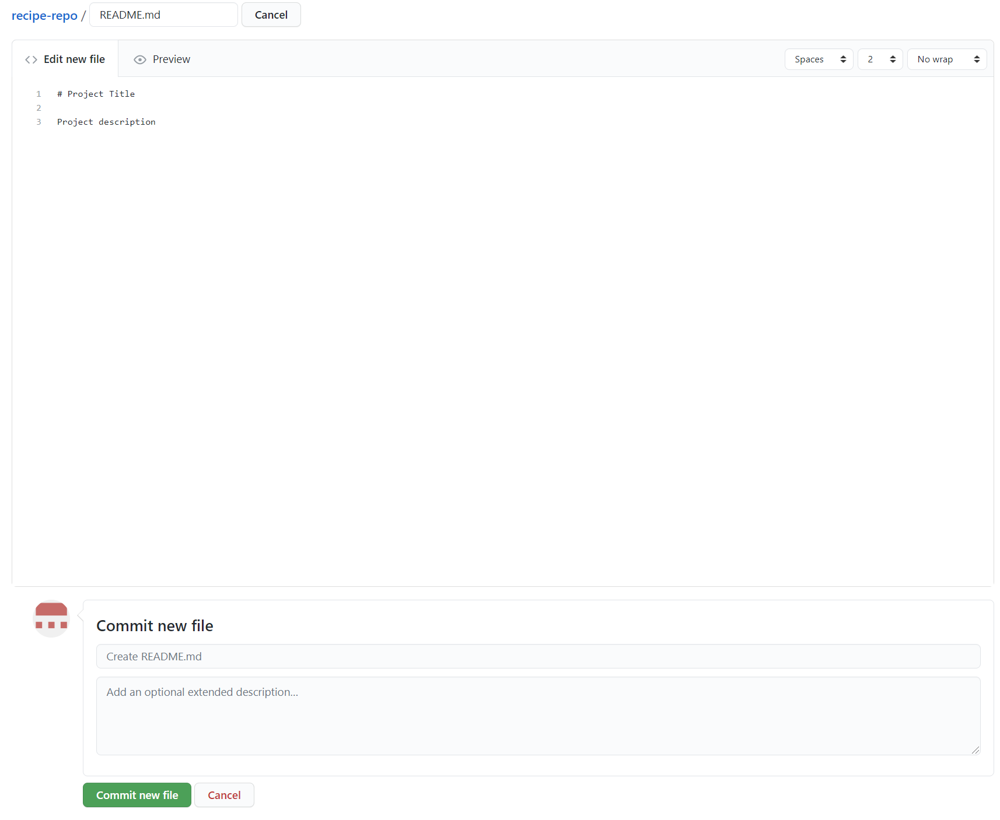 recipe-repo / README.md Cancel
<> Edit new file Preview Spaces 2 No wrap
1 # Project Title
2
3 Project description
Commit new file
Create README.md
Add an optional extended description...
Commit new file Cancel